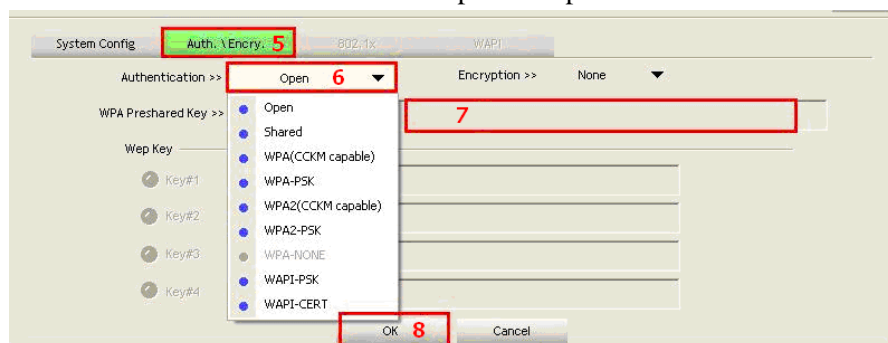 System Config Auth. \ Encry. 5 802.1x WAPI
Authentication >> Open 6 Encryption >> None
WPA Preshared Key >> 7
Open
Shared
Wep Key
WPA(CCKM capable)
Key#1 WPA-PSK
WPA2(CCKM capable)
Key#2
WPA2-PSK
Key#3 WPA-NONE
WAPI-PSK
Key#4
WAPI-CERT
OK 8 Cancel